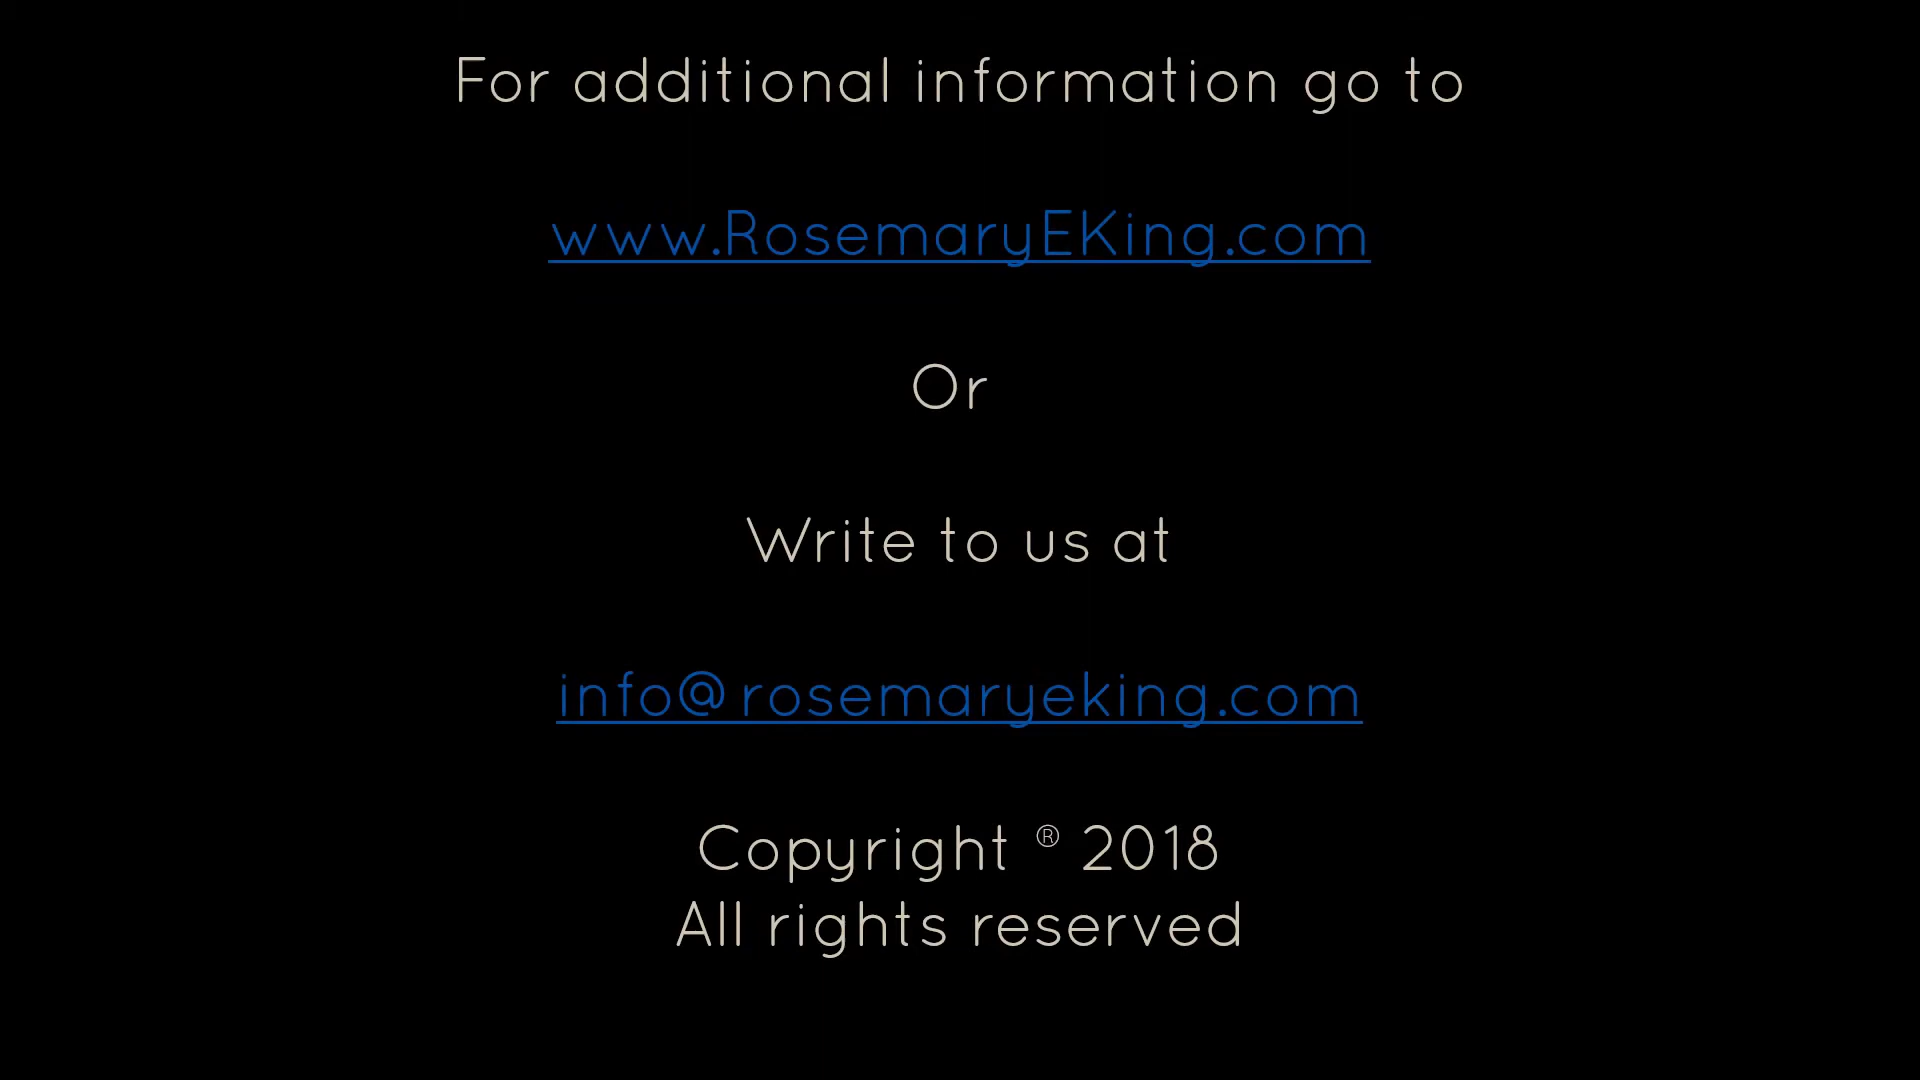 For additional information go to
www.RosemaryEKing.com
Or
Write to us at
info@rosemaryeking.com
Copyright ® 2018
All rights reserved